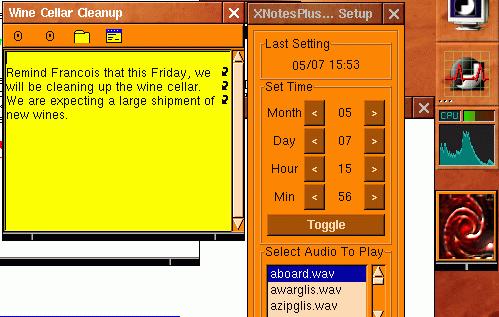 Wine Cellar Cleanup
Remind Francois that this Friday, we
will be cleaning up the wine cellar.
We are expecting a large shipment of
new wines.
XNotesPlus... Setup
Last Setting
05/07 15:53
Set Time
Month < 05 >
Day < 07 >
Hour < 15 >
Min < 56 >
Toggle
Select Audio To Play
aboard.wav
awarglis.wav
azipglis.wav
CPU